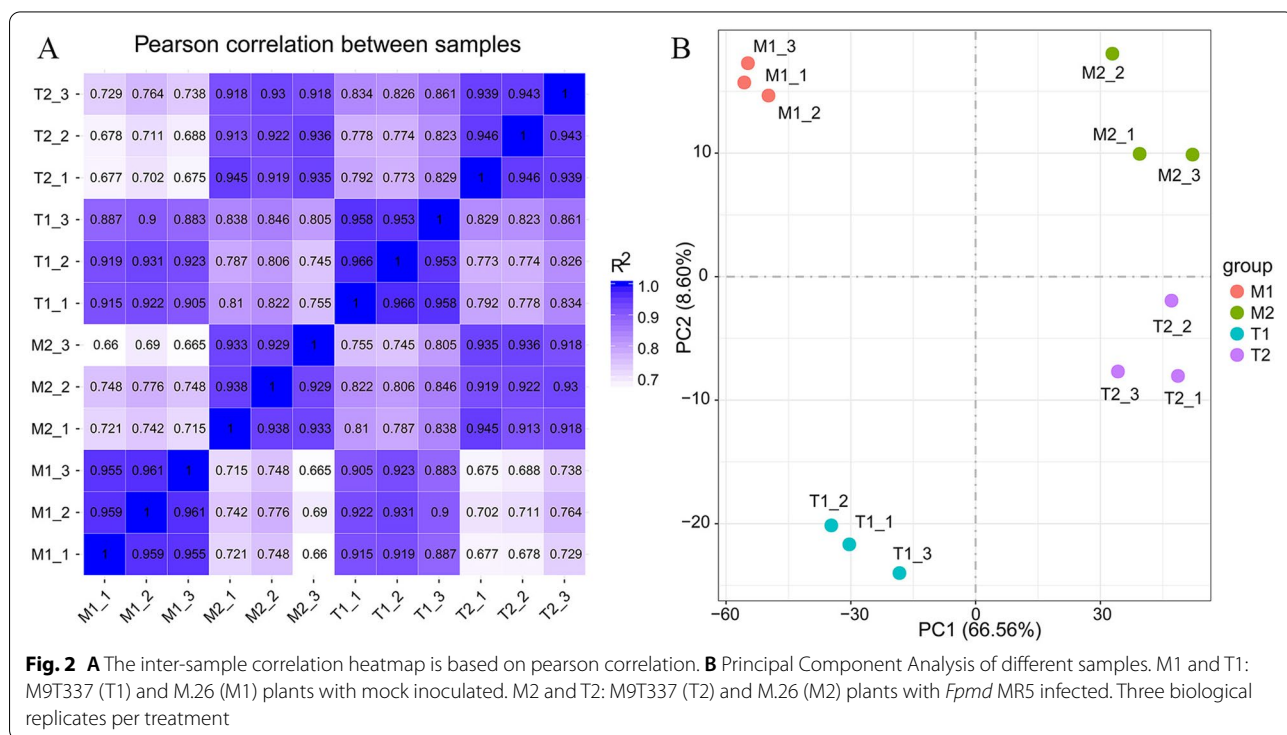 A
Pearson correlation between samples
T2_3 0.729 0.764 0.738 0.918 0.93 0.918 0.834 0.826 0.861 0.939 0.943 1
T2_2 0.678 0.711 0.688 0.913 0.922 0.936 0.778 0.774 0.823 0.946 1 0.943
T2_1 0.677 0.702 0.675 0.945 0.919 0.935 0.792 0.773 0.829 1 0.946 0.939
T1_3 0.887 0.9 0.883 0.838 0.846 0.805 0.958 0.953 1 0.829 0.823 0.861
T1_2 0.919 0.931 0.923 0.787 0.806 0.745 0.966 1 0.953 0.773 0.774 0.826
T1_1 0.915 0.922 0.905 0.81 0.822 0.755 1 0.966 0.958 0.792 0.778 0.834
M2_3 0.66 0.69 0.665 0.933 0.929 1 0.755 0.745 0.805 0.935 0.936 0.918
M2_2 0.748 0.776 0.748 0.938 1 0.929 0.822 0.806 0.846 0.919 0.922 0.93
M2_1 0.721 0.742 0.715 1 0.938 0.933 0.81 0.787 0.838 0.945 0.913 0.918
M1_3 0.955 0.961 1 0.715 0.748 0.665 0.905 0.923 0.883 0.675 0.688 0.738
M1_2 0.959 1 0.961 0.742 0.776 0.69 0.922 0.931 0.9 0.702 0.711 0.764
M1_1 1 0.959 0.955 0.721 0.748 0.66 0.915 0.919 0.887 0.677 0.678 0.729
M1_1 M1_2 M1_3 M2_1 M2_2 M2_3 T1_1 T1_2 T1_3 T2_1 T2_2 T2_3
R2
1.0
0.9
0.8
0.7
B
M1_3
M1_1
M1_2
M2_2
M2_1
M2_3
T2_2
T2_3
T2_1
T1_2
T1_1
T1_3
10
0
−10
−20
PC2 (8.60%)
−60 −30 0 30
PC1 (66.56%)
group
M1
M2
T1
T2
Fig. 2 A The inter-sample correlation heatmap is based on pearson correlation. B Principal Component Analysis of different samples. M1 and T1:
M9T337 (T1) and M.26 (M1) plants with mock inoculated. M2 and T2: M9T337 (T2) and M.26 (M2) plants with Fpmd MR5 infected. Three biological
replicates per treatment